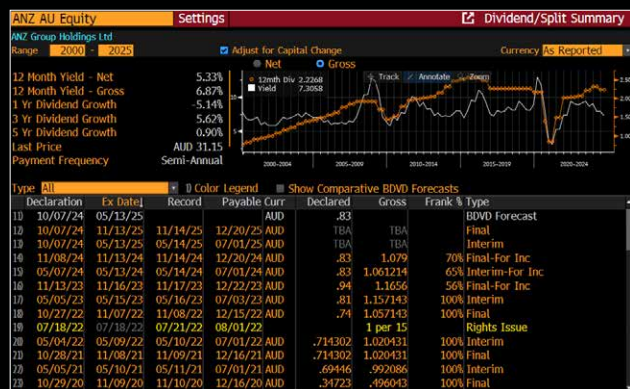 ANZ AU Equity Settings Dividend/Split Summary
ANZ Group Holdings Ltd
Range 2000 - 2025 Adjust for Capital Change Currency As Reported
Net Gross
12 Month Yield - Net 5.33%
12 Month Yield - Gross 6.87%
1 Yr Dividend Growth -5.14%
3 Yr Dividend Growth 5.62%
5 Yr Dividend Growth 0.90%
Last Price AUD 31.15
Payment Frequency Semi-Annual
12mth Div 2.2268
Yield 7.3058
Track Annotate Zoom
10
5
2.50
2.00
1.50
1.00
2000-2004 2005-2009 2010-2014 2015-2019 2020-2024
Type All 1) Color Legend Show Comparative BDVD Forecasts
Declaration Ex Date↓ Record Payable Curr Declared Gross Frank % Type
11) 10/07/24 05/13/25 AUD .83 BDVD Forecast
12) 10/07/24 11/13/25 11/14/25 12/20/25 AUD TBA TBA Final
13) 10/07/24 05/13/25 05/14/25 07/01/25 AUD TBA TBA Interim
14) 11/08/24 11/13/24 11/14/24 12/20/24 AUD .83 1.079 70% Final-For Inc
15) 05/07/24 05/13/24 05/14/24 07/01/24 AUD .83 1.061214 65% Interim-For Inc
16) 11/13/23 11/16/23 11/17/23 12/22/23 AUD .94 1.1656 56% Final-For Inc
17) 05/05/23 05/15/23 05/16/23 07/03/23 AUD .81 1.157143 100% Interim
18) 10/27/22 11/07/22 11/08/22 12/15/22 AUD .74 1.057143 100% Final
19) 07/18/22 07/18/22 07/21/22 08/01/22 1 per 15 Rights Issue
20) 05/04/22 05/09/22 05/10/22 07/01/22 AUD .714302 1.020431 100% Interim
21) 10/28/21 11/08/21 11/09/21 12/16/21 AUD .714302 1.020431 100% Final
22) 05/05/21 05/10/21 05/11/21 07/01/21 AUD .69446 .992086 100% Interim
23) 10/29/20 11/09/20 11/10/20 12/16/20 AUD .34723 .496043 100% Final